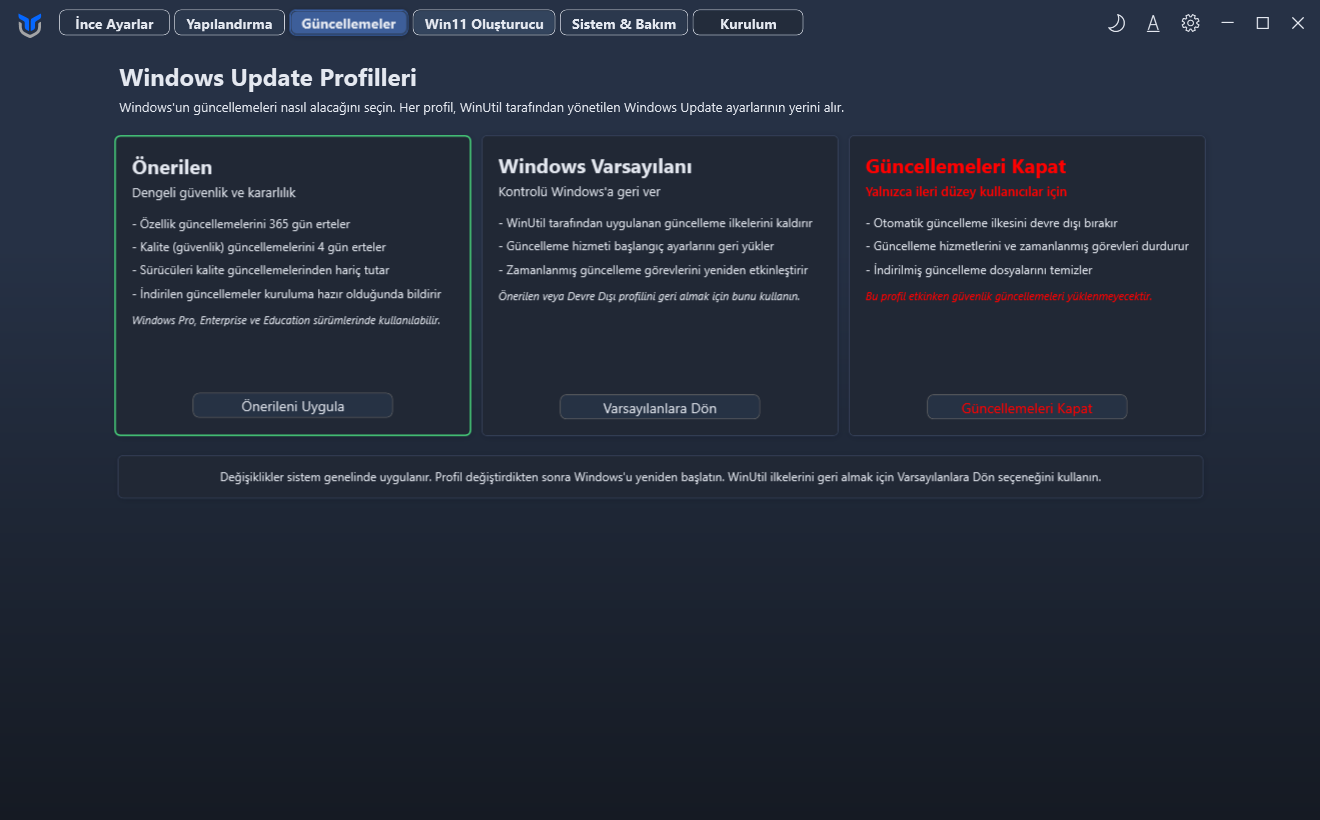 İnce Ayarlar Yapılandırma Güncellemeler Win11 Oluşturucu Sistem & Bakım Kurulum
Windows Update Profilleri
Windows'un güncellemeleri nasıl alacağını seçin. Her profil, WinUtil tarafından yönetilen Windows Update ayarlarının yerini alır.
Önerilen
Dengeli güvenlik ve kararlılık
- Özellik güncellemelerini 365 gün erteler
- Kalite (güvenlik) güncellemelerini 4 gün erteler
- Sürücüleri kalite güncellemelerinden hariç tutar
- İndirilen güncellemeler kuruluma hazır olduğunda bildirir
Windows Pro, Enterprise ve Education sürümlerinde kullanılabilir.
Önerileni Uygula
Windows Varsayılanı
Kontrolü Windows'a geri ver
- WinUtil tarafından uygulanan güncelleme ilkelerini kaldırır
- Güncelleme hizmeti başlangıç ayarlarını geri yükler
- Zamanlanmış güncelleme görevlerini yeniden etkinleştirir
Önerilen veya Devre Dışı profilini geri almak için bunu kullanın.
Varsayılanlara Dön
Güncellemeleri Kapat
Yalnızca ileri düzey kullanıcılar için
- Otomatik güncelleme ilkesini devre dışı bırakır
- Güncelleme hizmetlerini ve zamanlanmış görevleri durdurur
- İndirilmiş güncelleme dosyalarını temizler
Bu profil etkinken güvenlik güncellemeleri yüklenmeyecektir.
Güncellemeleri Kapat
Değişiklikler sistem genelinde uygulanır. Profil değiştirdikten sonra Windows'u yeniden başlatın. WinUtil ilkelerini geri almak için Varsayılanlara Dön seçeneğini kullanın.